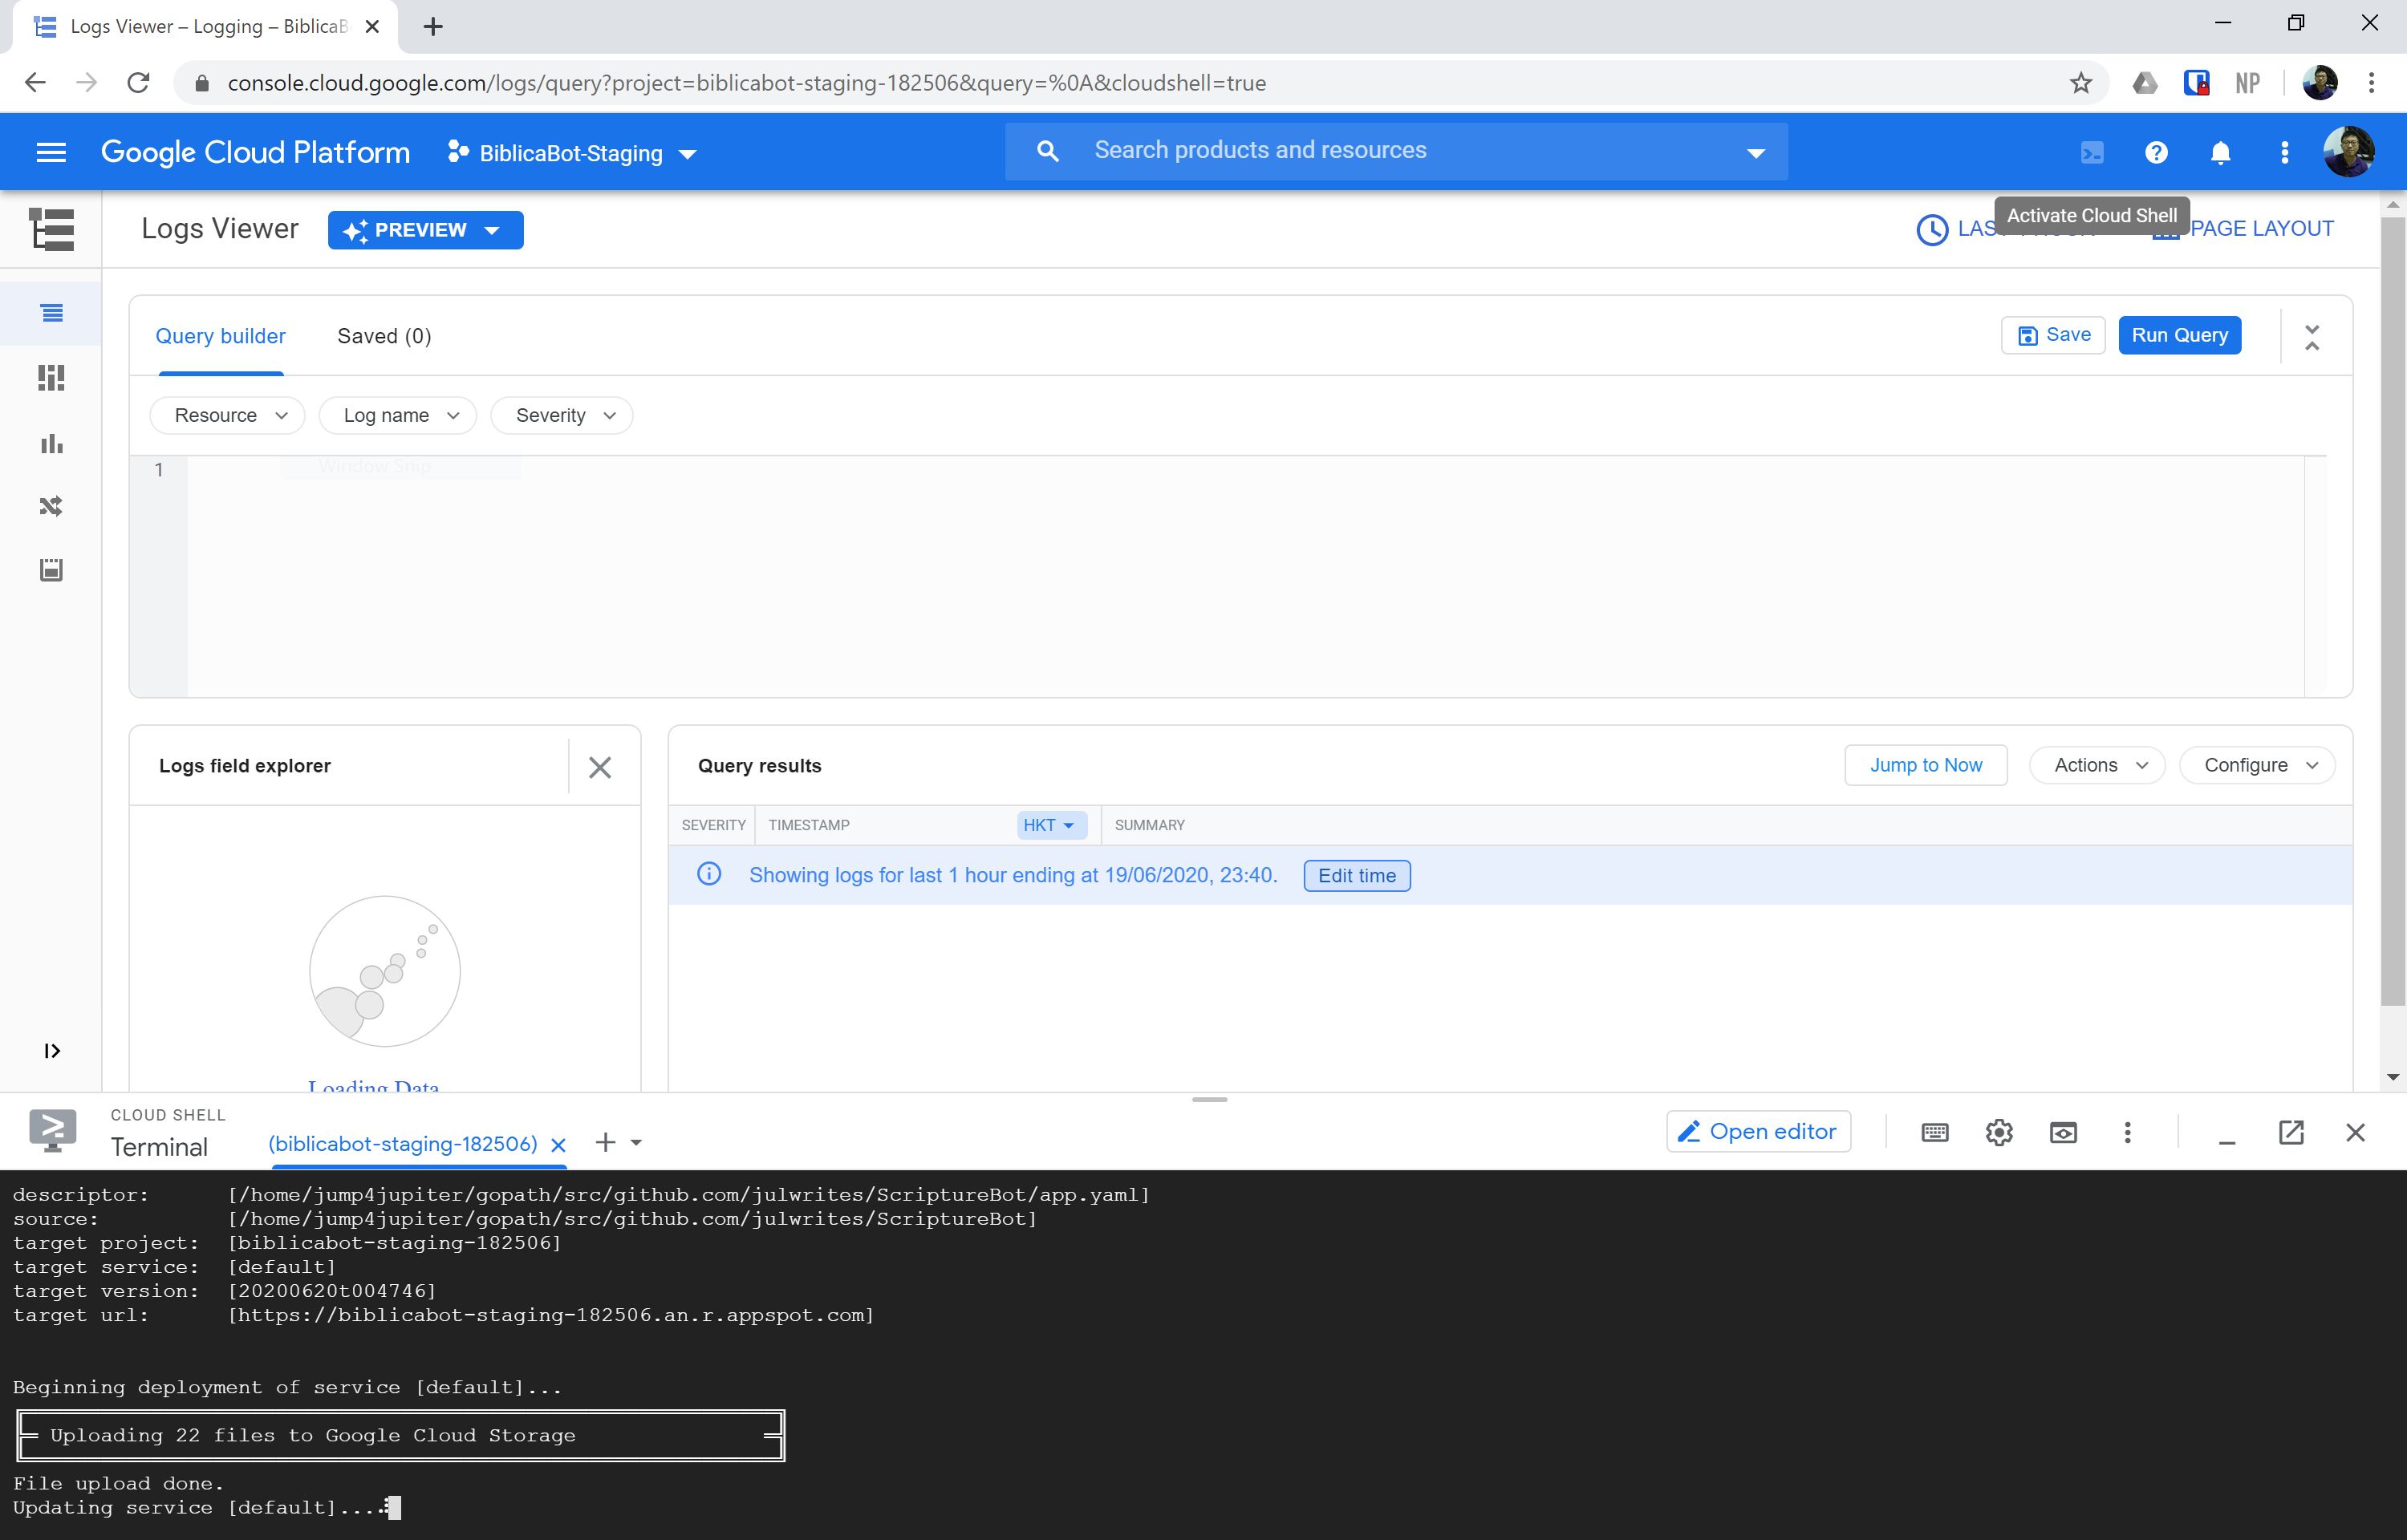 Logs Viewer – Logging – BiblicaB
console.cloud.google.com/logs/query?project=biblicabot-staging-182506&query=%0A&cloudshell=true
NP
Google Cloud Platform
BiblicaBot-Staging
Search products and resources
Logs Viewer
PREVIEW
Activate Cloud Shell
PAGE LAYOUT
Query builder
Saved (0)
Save
Run Query
Resource
Log name
Severity
1
Window Snip
Logs field explorer
Query results
Jump to Now
Actions
Configure
SEVERITY
TIMESTAMP
HKT
SUMMARY
Showing logs for last 1 hour ending at 19/06/2020, 23:40.
Edit time
Loading Data
CLOUD SHELL
Terminal
(biblicabot-staging-182506)
Open editor
descriptor: [/home/jump4jupiter/gopath/src/github.com/julwrites/ScriptureBot/app.yaml]
source: [/home/jump4jupiter/gopath/src/github.com/julwrites/ScriptureBot]
target project: [biblicabot-staging-182506]
target service: [default]
target version: [20200620t004746]
target url: [https://biblicabot-staging-182506.an.r.appspot.com]
Beginning deployment of service [default]...
Uploading 22 files to Google Cloud Storage
File upload done.
Updating service [default]....